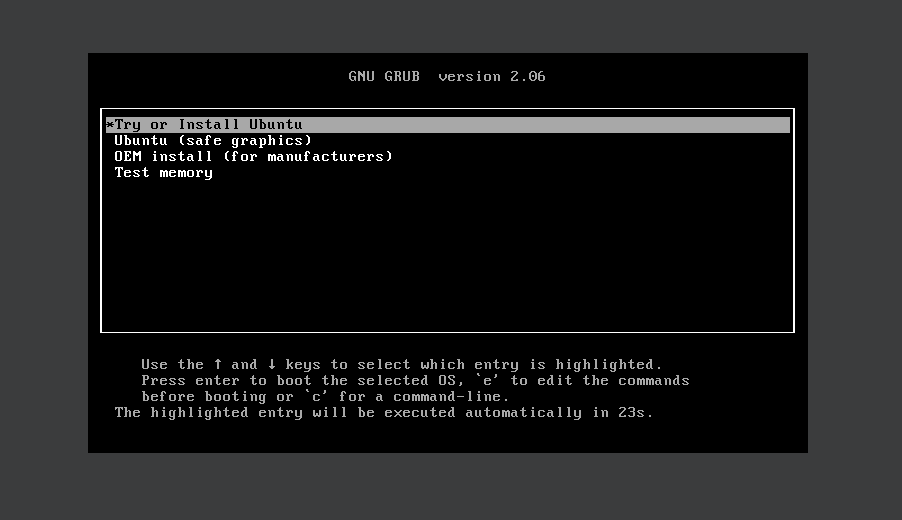 GNU GRUB  version 2.06
*Try or Install Ubuntu
Ubuntu (safe graphics)
OEM install (for manufacturers)
Test memory
Use the ↑ and ↓ keys to select which entry is highlighted.
Press enter to boot the selected OS, `e' to edit the commands
before booting or `c' for a command-line.
The highlighted entry will be executed automatically in 23s.